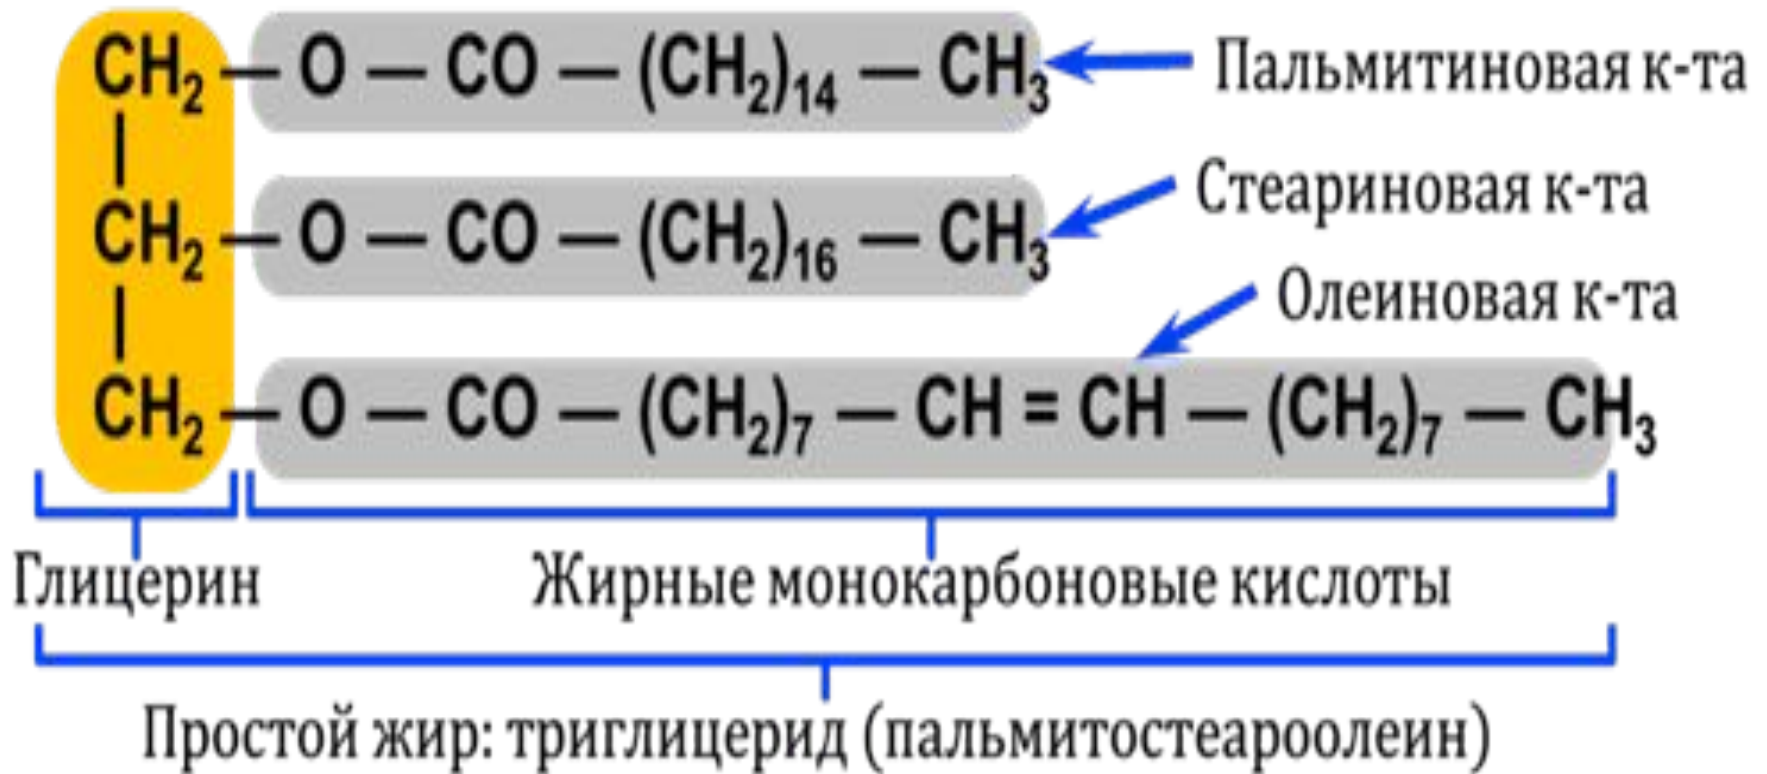 CH₂ — O — CO — (CH₂)₁₄ — CH₃ Пальмитиновая к-та
CH₂ — O — CO — (CH₂)₁₆ — CH₃ Стеариновая к-та
Олеиновая к-та
CH₂ — O — CO — (CH₂)₇ — CH = CH — (CH₂)₇ — CH₃
Глицерин Жирные монокарбоновые кислоты
Простой жир: триглицерид (пальмитостеароолеин)